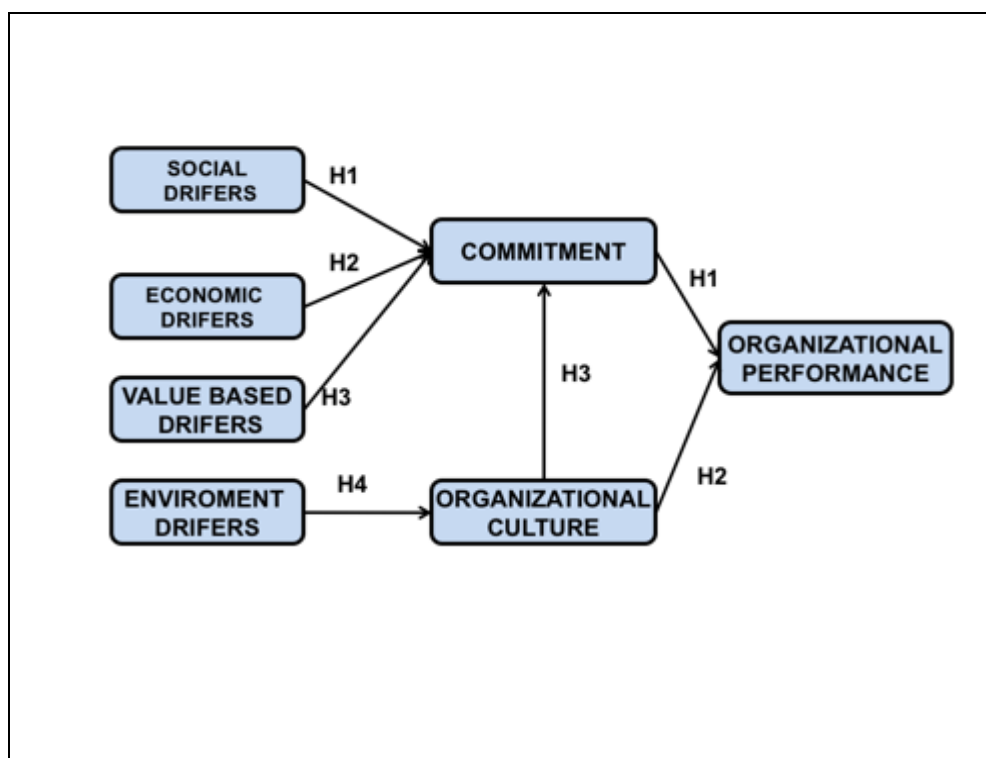 SOCIAL
DRIFERS
H1
COMMITMENT
H2
ECONOMIC
DRIFERS
H1
ORGANIZATIONAL
PERFORMANCE
VALUE BASED
DRIFERS
H3
H3
H2
ENVIROMENT
DRIFERS
H4
ORGANIZATIONAL
CULTURE